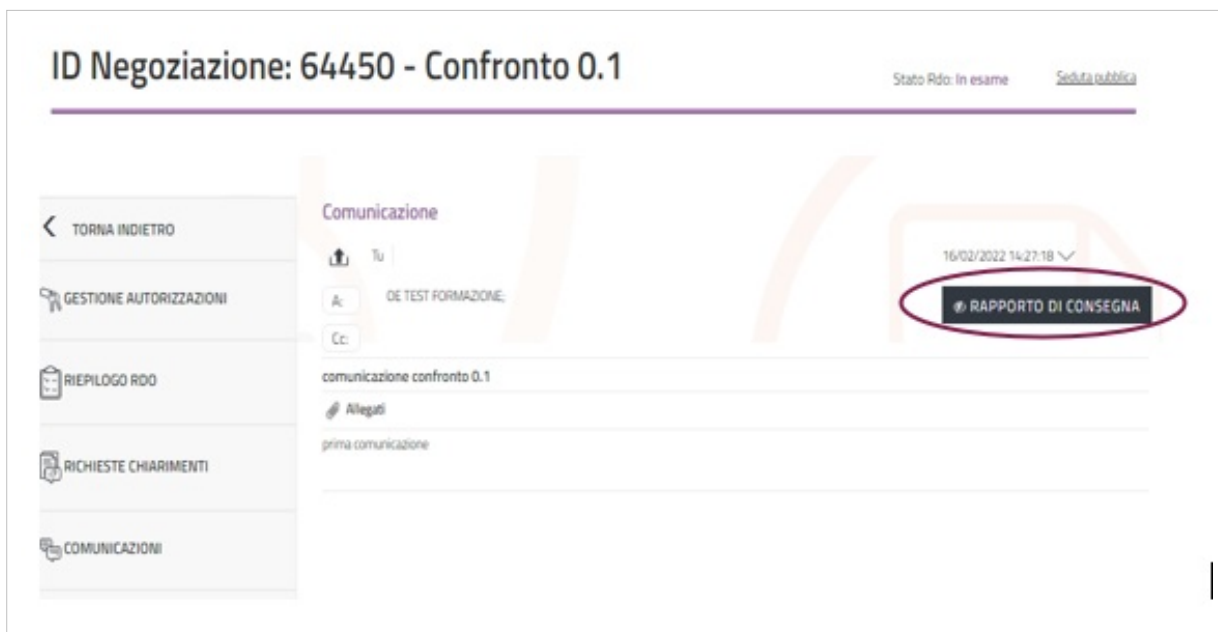 ID Negoziazione: 64450 - Confronto 0.1
Stato Rdo: In esame
Seduta pubblica
TORNA INDIETRO
GESTIONE AUTORIZZAZIONI
RIEPILOGO RDO
RICHIESTE CHIARIMENTI
COMUNICAZIONI
Comunicazione
Tu
16/02/2022 14:27:18
A: OE TEST FORMAZIONE;
RAPPORTO DI CONSEGNA
Cc:
comunicazione confronto 0.1
Allegati
prima comunicazione